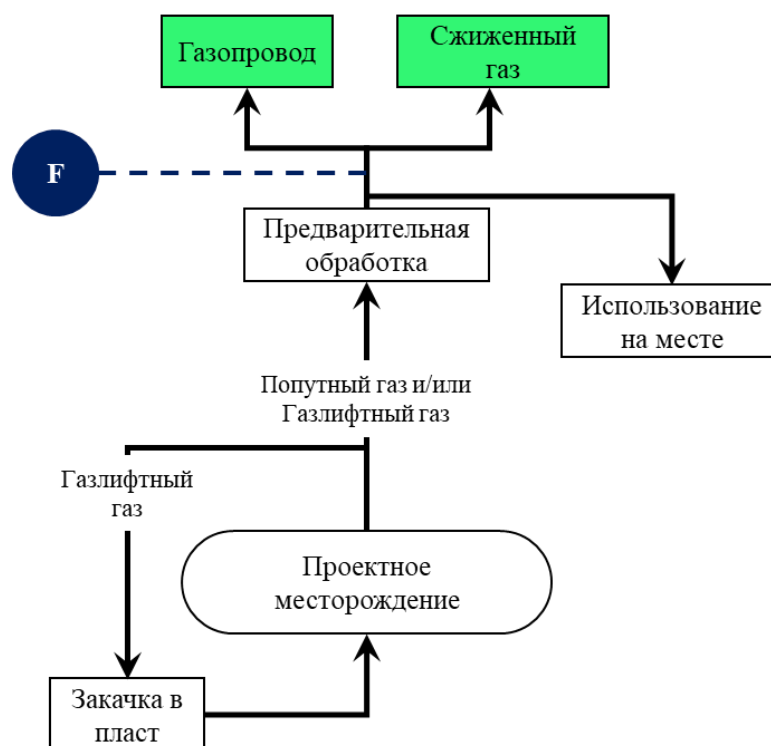 Газопровод
Сжиженный
газ
F
Предварительная
обработка
Использование
на месте
Попутный газ и/или
Газлифтный газ
Газлифтный
газ
Проектное
месторождение
Закачка в
пласт